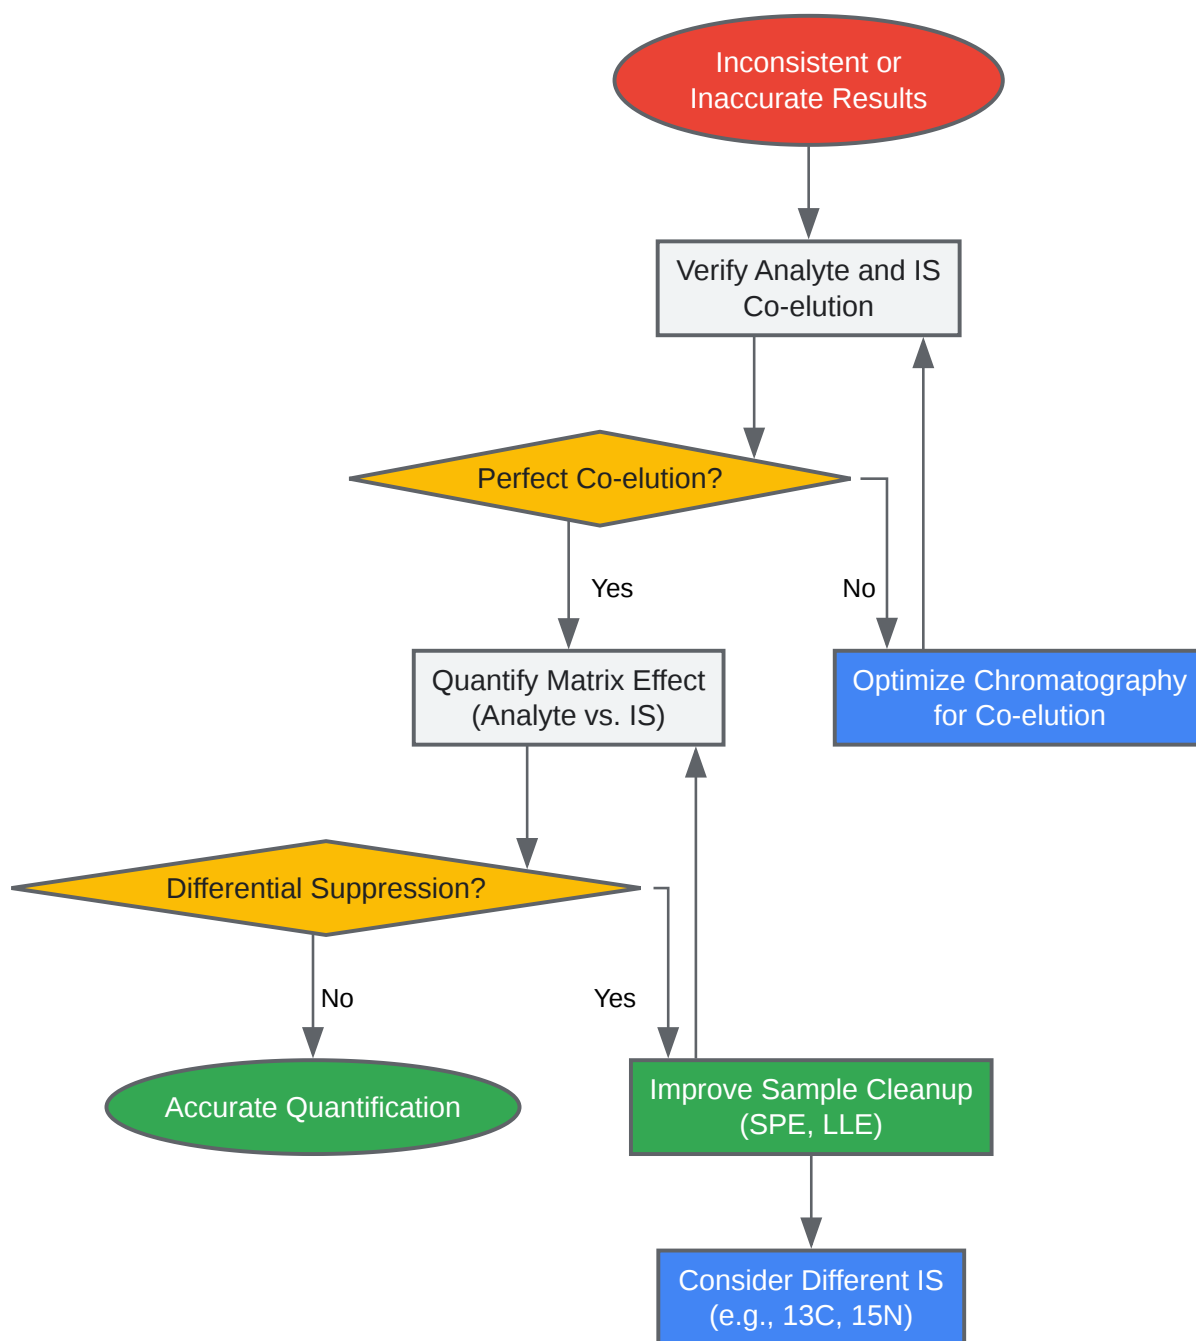 Inconsistent or
Inaccurate Results
Verify Analyte and IS
Co-elution
Perfect Co-elution?
Yes
No
Quantify Matrix Effect
(Analyte vs. IS)
Optimize Chromatography
for Co-elution
Differential Suppression?
No
Yes
Accurate Quantification
Improve Sample Cleanup
(SPE, LLE)
Consider Different IS
(e.g., 13C, 15N)